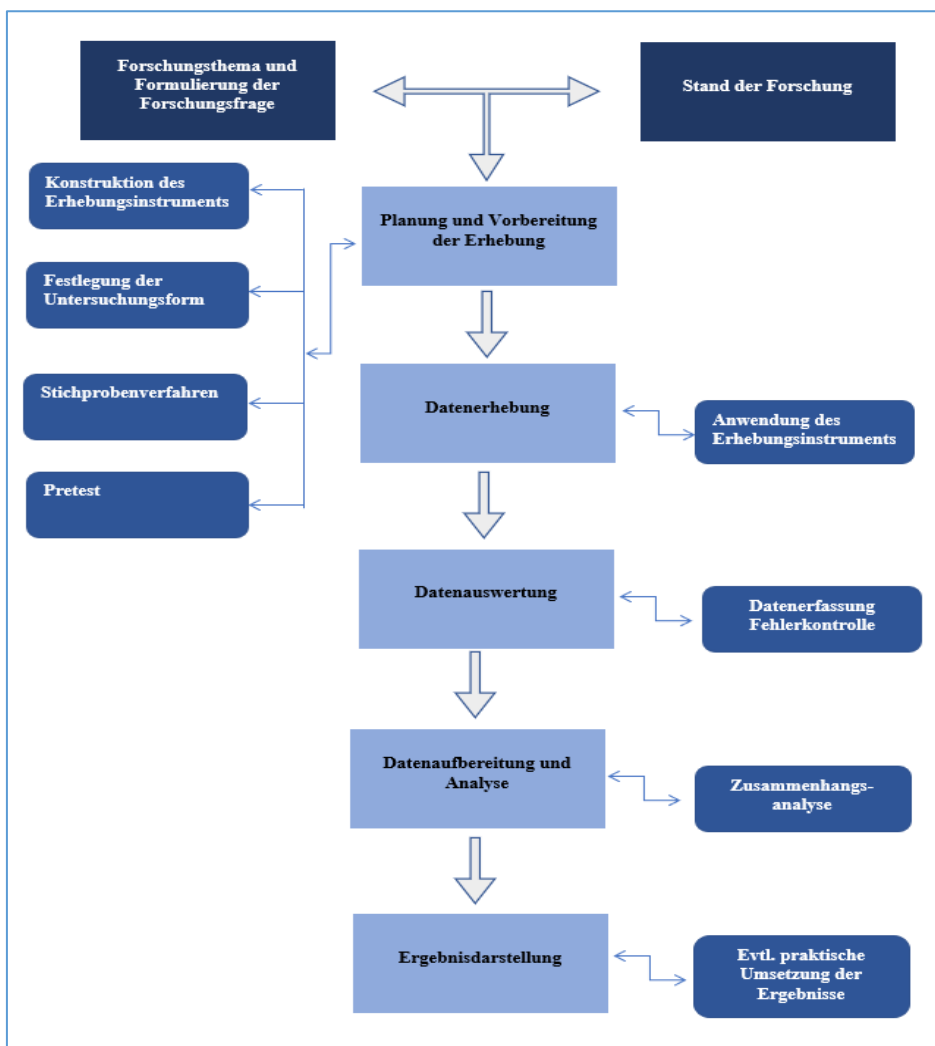 Forschungsthema und
Formulierung der
Forschungsfrage
Stand der Forschung
Konstruktion des
Erhebungsinstruments
Planung und Vorbereitung
der Erhebung
Festlegung der
Untersuchungsform
Stichprobenverfahren
Datenerhebung
Anwendung des
Erhebungsinstruments
Pretest
Datenauswertung
Datenerfassung
Fehlerkontrolle
Datenaufbereitung und
Analyse
Zusammenhangs-
analyse
Ergebnisdarstellung
Evtl. praktische
Umsetzung der
Ergebnisse